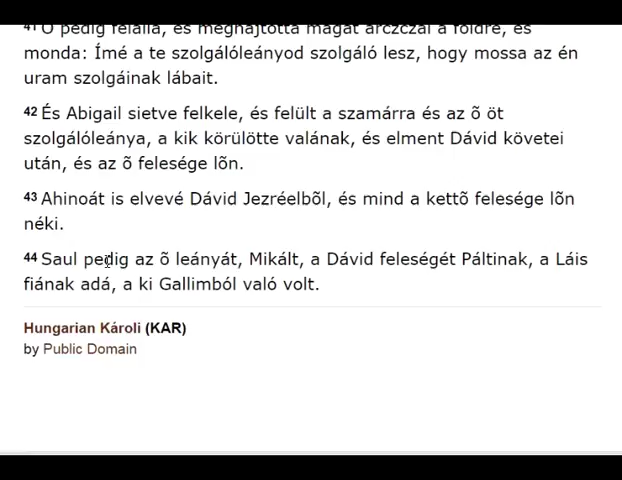 41 Õ pedig felálla, és meghajtotta magát arczczal a földre, és
monda: Ímé a te szolgálóleányod szolgáló lesz, hogy mossa az én
uram szolgáinak lábait.
42 És Abigail sietve felkele, és felült a szamárra és az õ öt
szolgálóleánya, a kik körülötte valának, és elment Dávid követei
után, és az õ felesége lõn.
43 Ahinoát is elvevé Dávid Jezréelbõl, és mind a kettõ felesége lõn
néki.
44 Saul pedig az õ leányát, Mikált, a Dávid feleségét Páltinak, a Láis
fiának adá, a ki Gallimból való volt.
Hungarian Károli (KAR)
by Public Domain